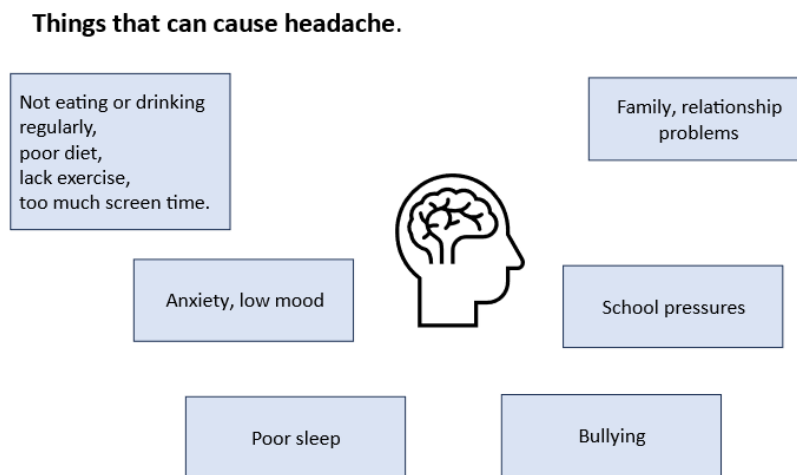 Things that can cause headache.
Not eating or drinking
regularly,
poor diet,
lack exercise,
too much screen time.
Family, relationship
problems
Anxiety, low mood
School pressures
Poor sleep
Bullying